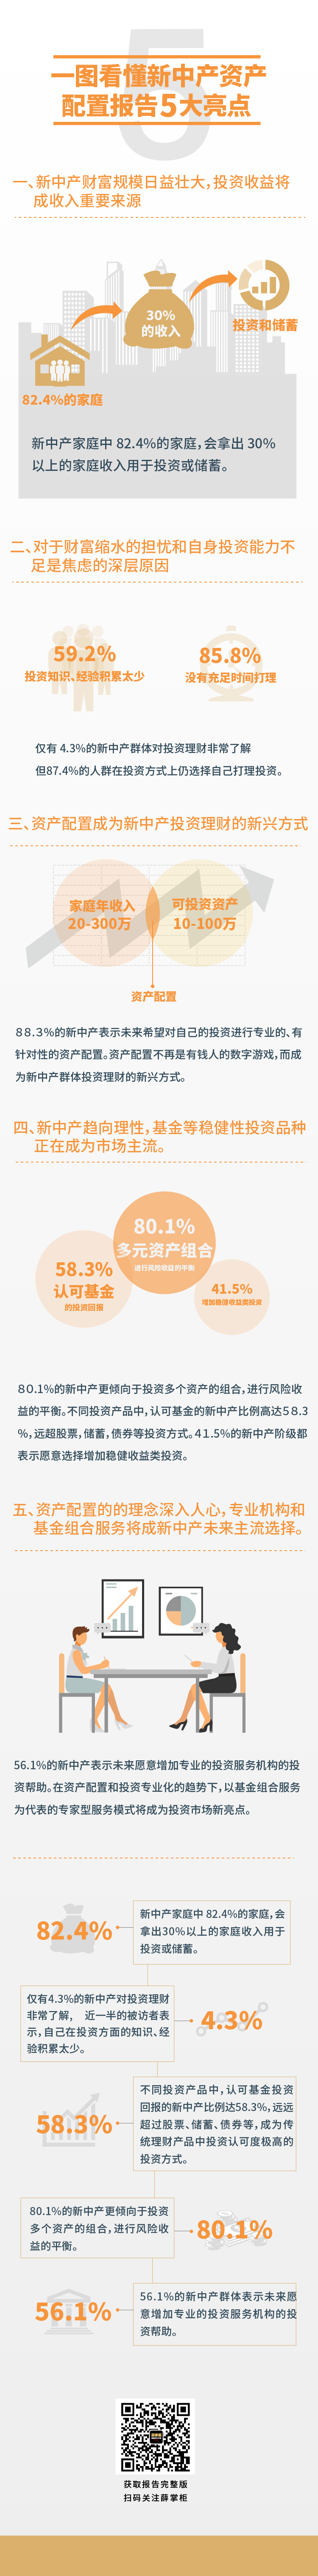 5
一图看懂新中产资产
配置报告5大亮点
一、新中产财富规模日益壮大，投资收益将
成收入重要来源
30%
的收入
投资和储蓄
82.4%的家庭
新中产家庭中 82.4%的家庭，会拿出 30%
以上的家庭收入用于投资或储蓄。
二、对于财富缩水的担忧和自身投资能力不
足是焦虑的深层原因
59.2%
投资知识、经验积累太少
85.8%
没有充足时间打理
仅有 4.3%的新中产群体对投资理财非常了解
但87.4%的人群在投资方式上仍选择自己打理投资。
三、资产配置成为新中产投资理财的新兴方式
家庭年收入
20-300万
可投资资产
10-100万
资产配置
88.3%的新中产表示未来希望对自己的投资进行专业的、有
针对性的资产配置。资产配置不再是有钱人的数字游戏，而成
为新中产群体投资理财的新兴方式。
四、新中产趋向理性，基金等稳健性投资品种
正在成为市场主流。
80.1%
多元资产组合
进行风险收益的平衡
58.3%
认可基金
的投资回报
41.5%
增加稳健收益类投资
80.1%的新中产更倾向于投资多个资产的组合，进行风险收
益的平衡。不同投资产品中，认可基金的新中产比例高达58.3
%，远超股票，储蓄，债券等投资方式。41.5%的新中产阶级都
表示愿意选择增加稳健收益类投资。
五、资产配置的的理念深入人心，专业机构和
基金组合服务将成新中产未来主流选择。
56.1%的新中产表示未来愿意增加专业的投资服务机构的投
资帮助。在资产配置和投资专业化的趋势下，以基金组合服务
为代表的专家型服务模式将成为投资市场新亮点。
82.4%
新中产家庭中 82.4%的家庭，会
拿出30%以上的家庭收入用于
投资或储蓄。
仅有4.3%的新中产对投资理财
非常了解， 近一半的被访者表
示，自己在投资方面的知识、经
验积累太少。
4.3%
58.3%
不同投资产品中，认可基金投资
回报的新中产比例达58.3%，远远
超过股票、储蓄、债券等，成为传
统理财产品中投资认可度极高的
投资方式。
80.1%的新中产更倾向于投资
多个资产的组合，进行风险收
益的平衡。
80.1%
56.1%
56.1%的新中产群体表示未来愿
意增加专业的投资服务机构的投
资帮助。
获取报告完整版
扫码关注薛掌柜